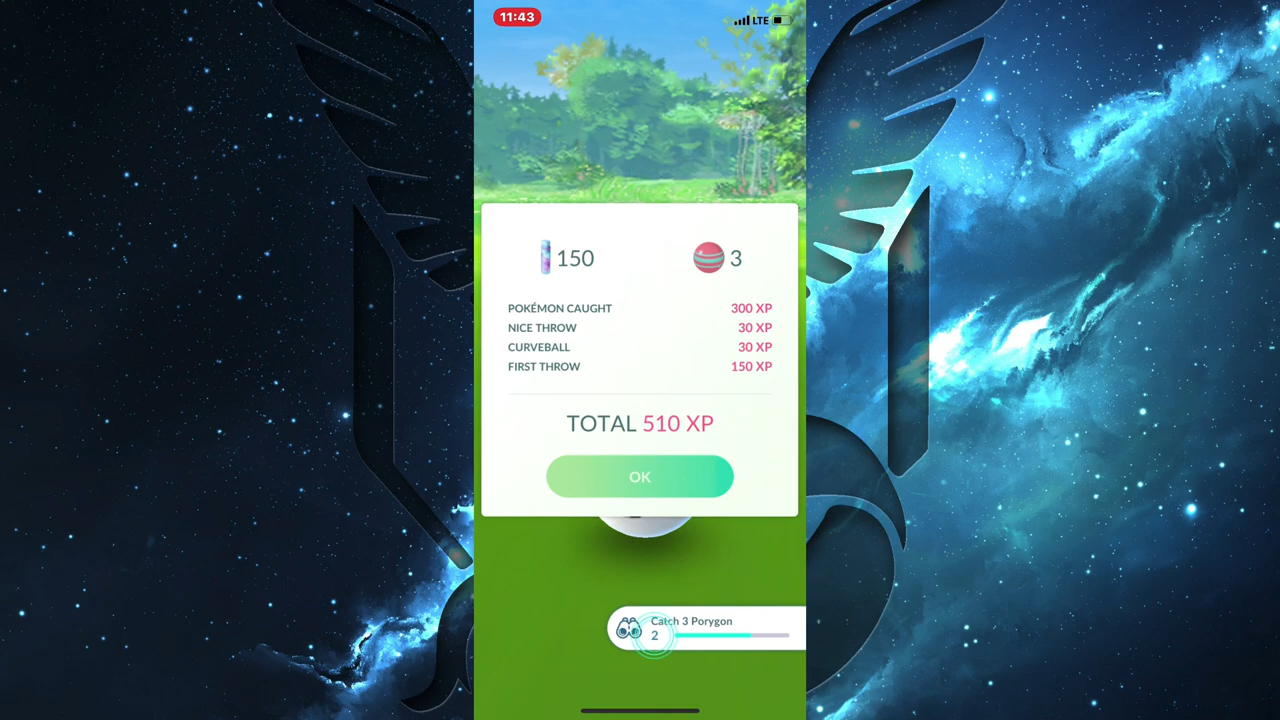 11:43
LTE
150
3
POKÉMON CAUGHT 300 XP
NICE THROW 30 XP
CURVEBALL 30 XP
FIRST THROW 150 XP
TOTAL 510 XP
OK
Catch 3 Porygon
2